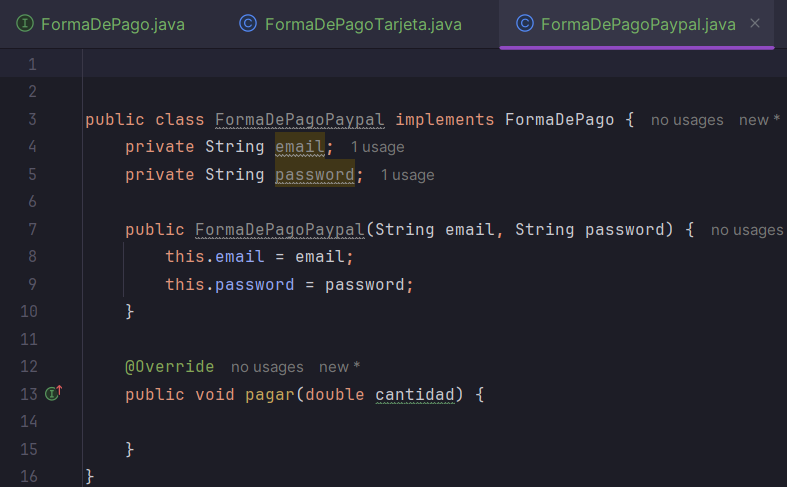 FormaDePago.java FormaDePagoTarjeta.java FormaDePagoPaypal.java
1
2
3 public class FormaDePagoPaypal implements FormaDePago { no usages new *
4 private String email; 1 usage
5 private String password; 1 usage
6
7 public FormaDePagoPaypal(String email, String password) { no usages
8 this.email = email;
9 this.password = password;
10 }
11
12 @Override no usages new *
13 public void pagar(double cantidad) {
14
15 }
16 }